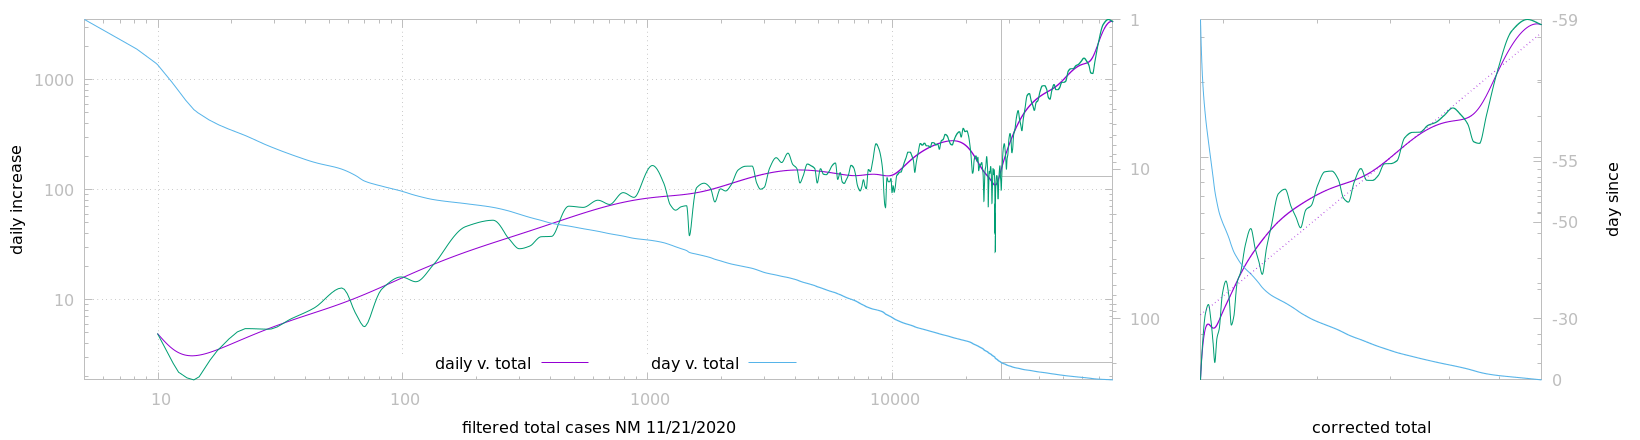 1000
100
10
daily increase
10
100
1000
10000
filtered total cases NM 11/21/2020
daily v. total
day v. total
1
10
100
-59
-55
-50
-30
0
day since
corrected total